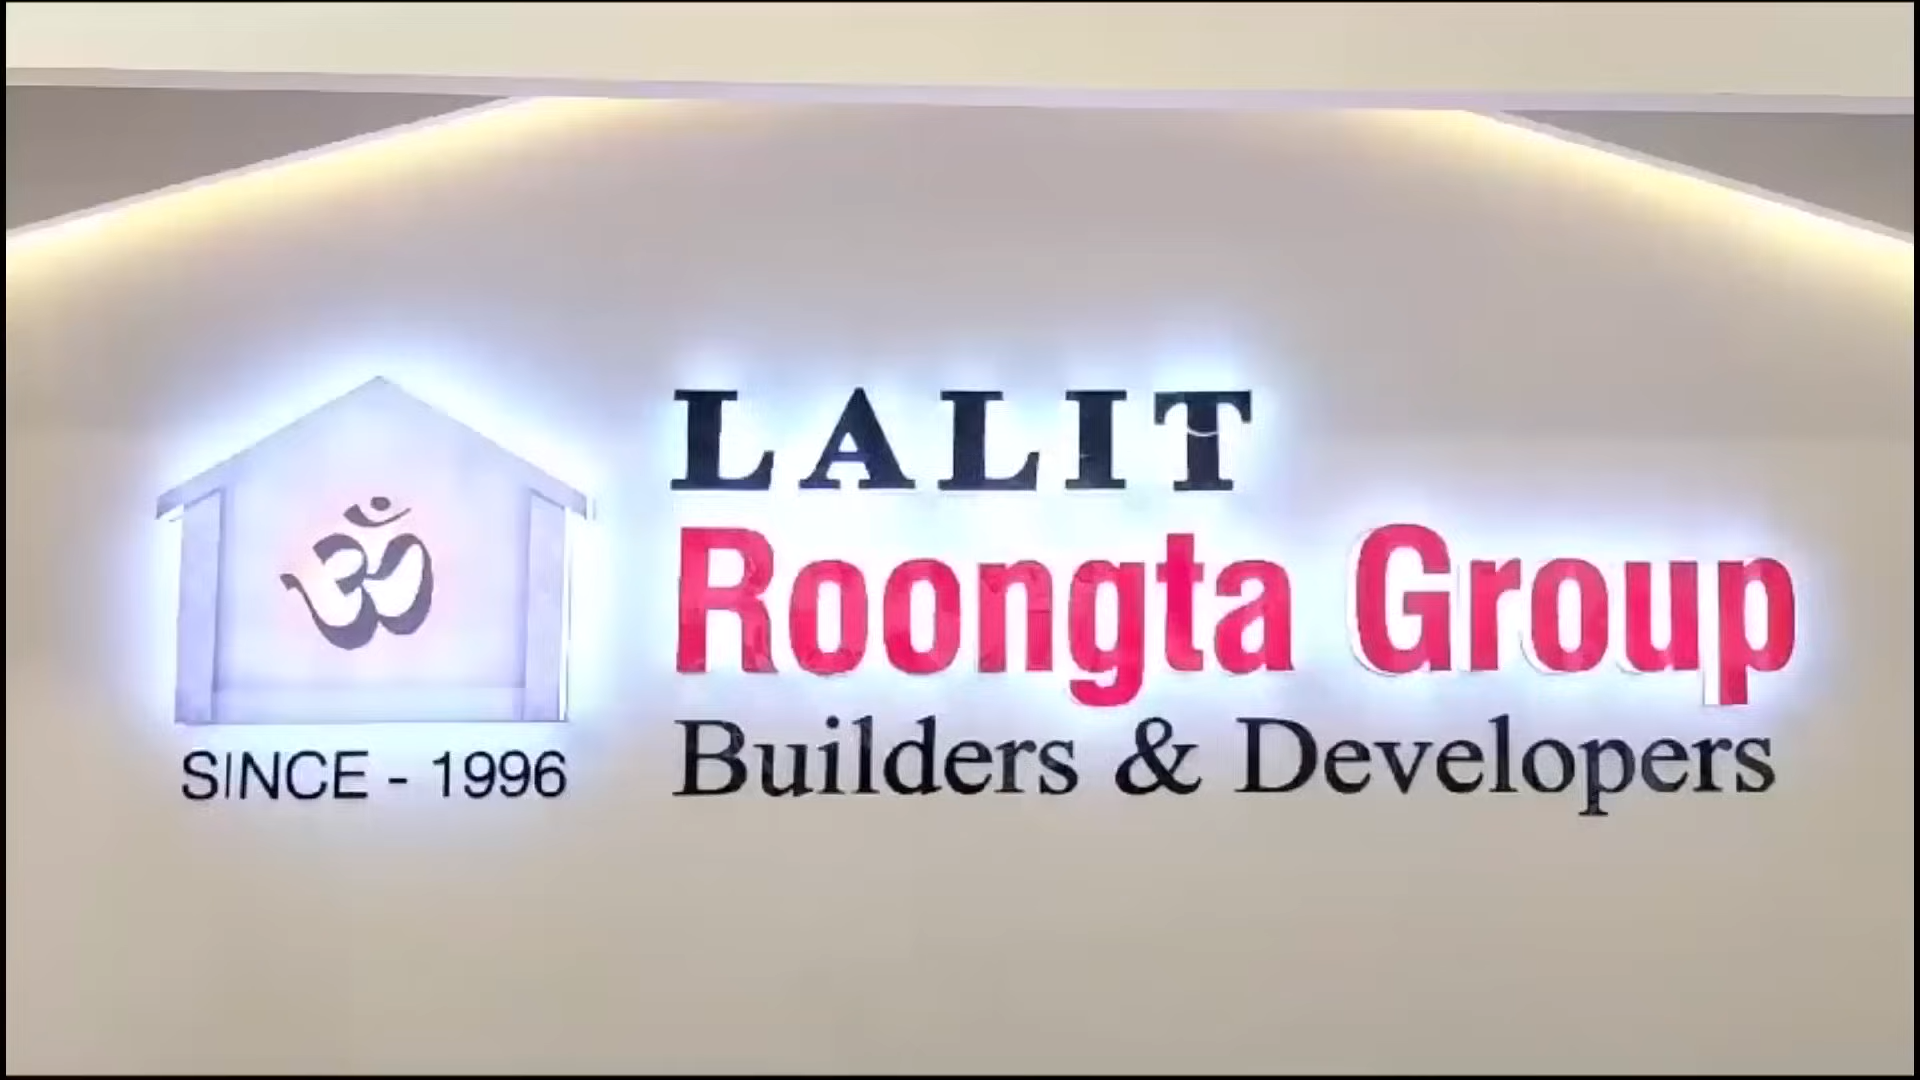 ॐ
SINCE - 1996
LALIT
Roongta Group
Builders & Developers